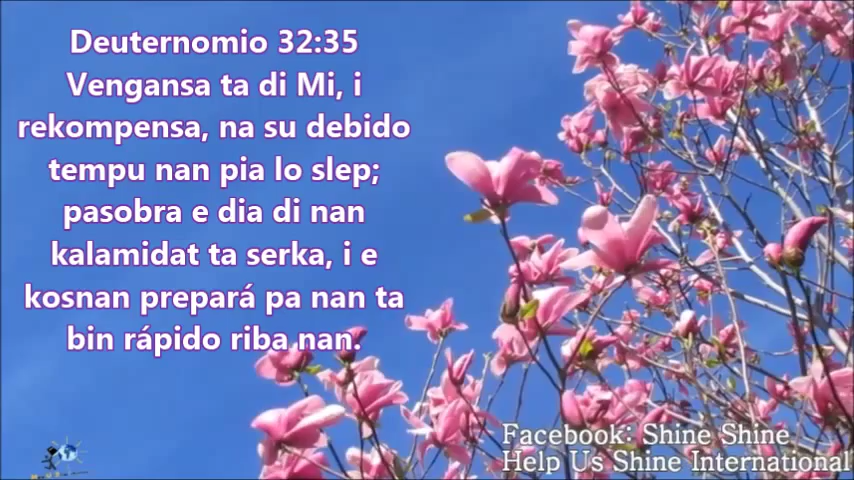 Deuternomio 32:35
Vengansa ta di Mi, i
rekompensa, na su debido
tempu nan pia lo slep;
pasobra e dia di nan
kalamidat ta serka, i e
kosnan prepará pa nan ta
bin rápido riba nan.
Facebook: Shine Shine
Help Us Shine International